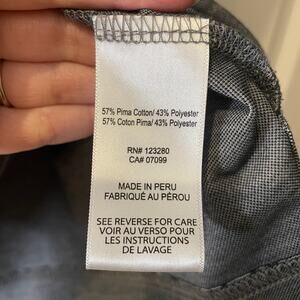 57% Pima Cotton/ 43% Polyester
57% Coton Pima/ 43% Polyester
RN# 123280
CA# 07099
MADE IN PERU
FABRIQUÉ AU PÉROU
SEE REVERSE FOR CARE
VOIR AU VERSO POUR
LES INSTRUCTIONS
DE LAVAGE